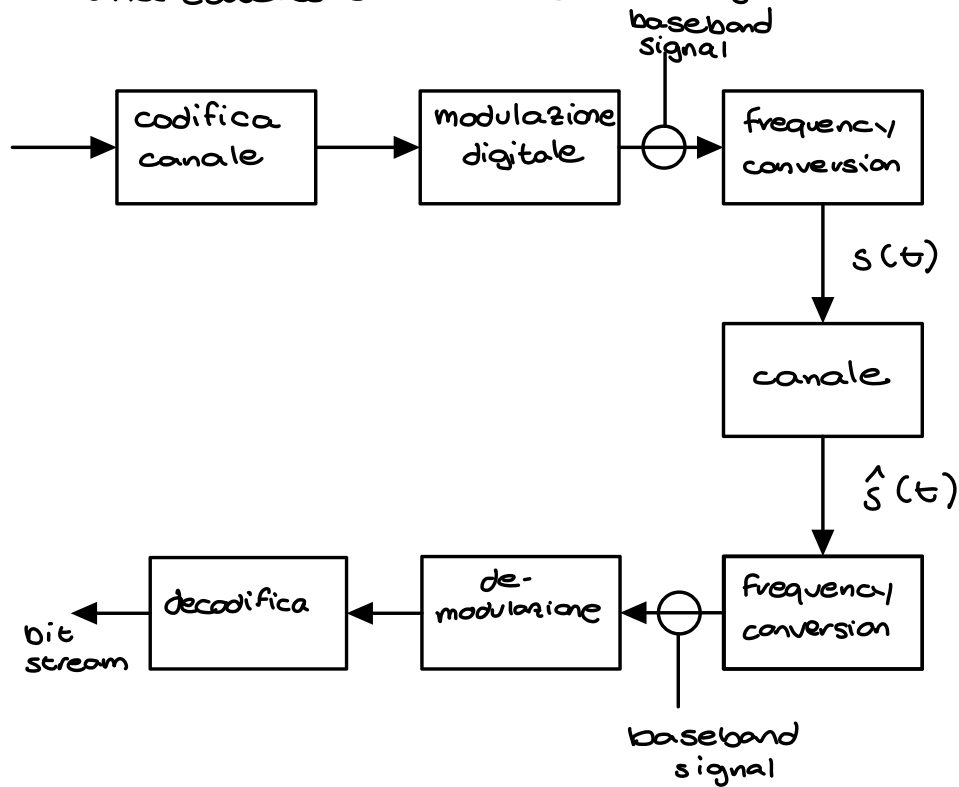 baseband
signal
codifica
canale
modulazione
digitale
frequency
conversion
s(t)
canale
ŝ(t)
frequency
conversion
de-
modulazione
decodifica
bit
stream
baseband
signal